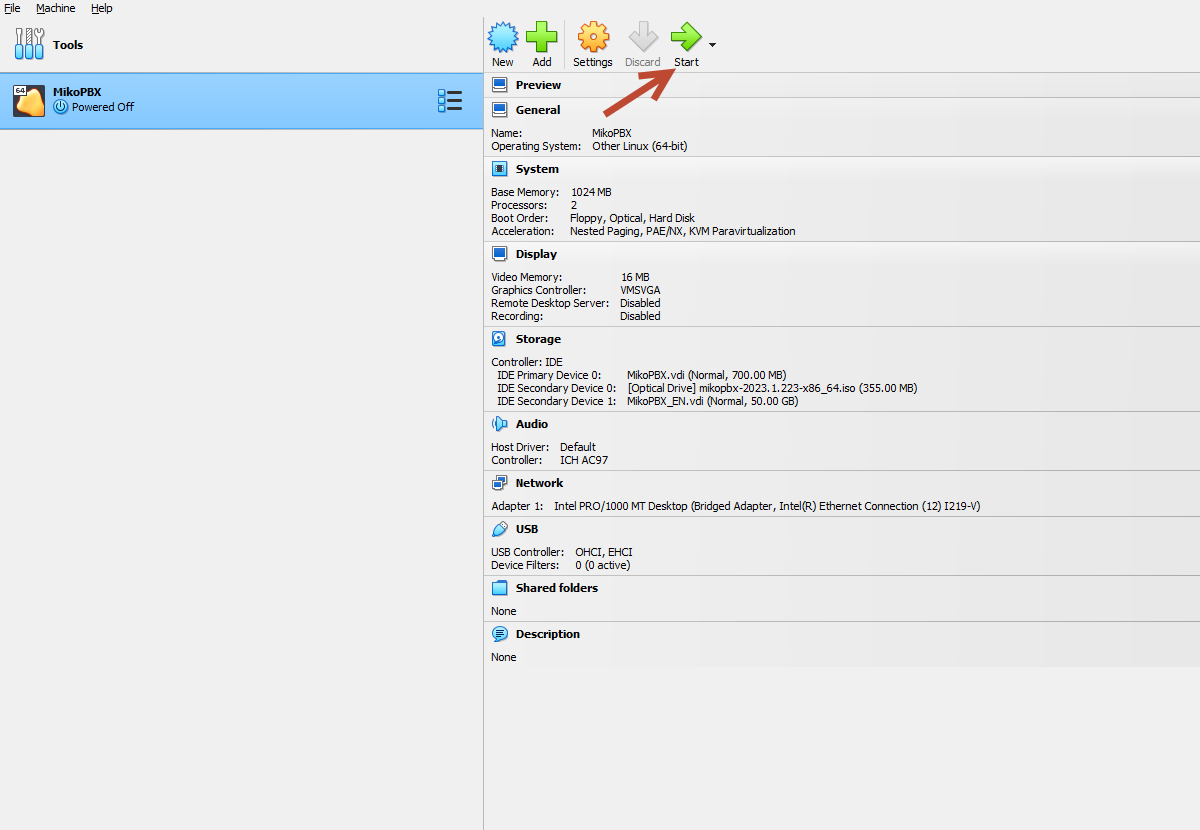 File Machine Help
Tools
New Add Settings Discard Start
64 MikoPBX
Powered Off
Preview
General
Name: MikoPBX
Operating System: Other Linux (64-bit)
System
Base Memory: 1024 MB
Processors: 2
Boot Order: Floppy, Optical, Hard Disk
Acceleration: Nested Paging, PAE/NX, KVM Paravirtualization
Display
Video Memory: 16 MB
Graphics Controller: VMSVGA
Remote Desktop Server: Disabled
Recording: Disabled
Storage
Controller: IDE
IDE Primary Device 0: MikoPBX.vdi (Normal, 700.00 MB)
IDE Secondary Device 0: [Optical Drive] mikopbx-2023.1.223-x86_64.iso (355.00 MB)
IDE Secondary Device 1: MikoPBX_EN.vdi (Normal, 50.00 GB)
Audio
Host Driver: Default
Controller: ICH AC97
Network
Adapter 1: Intel PRO/1000 MT Desktop (Bridged Adapter, Intel(R) Ethernet Connection (12) I219-V)
USB
USB Controller: OHCI, EHCI
Device Filters: 0 (0 active)
Shared folders
None
Description
None